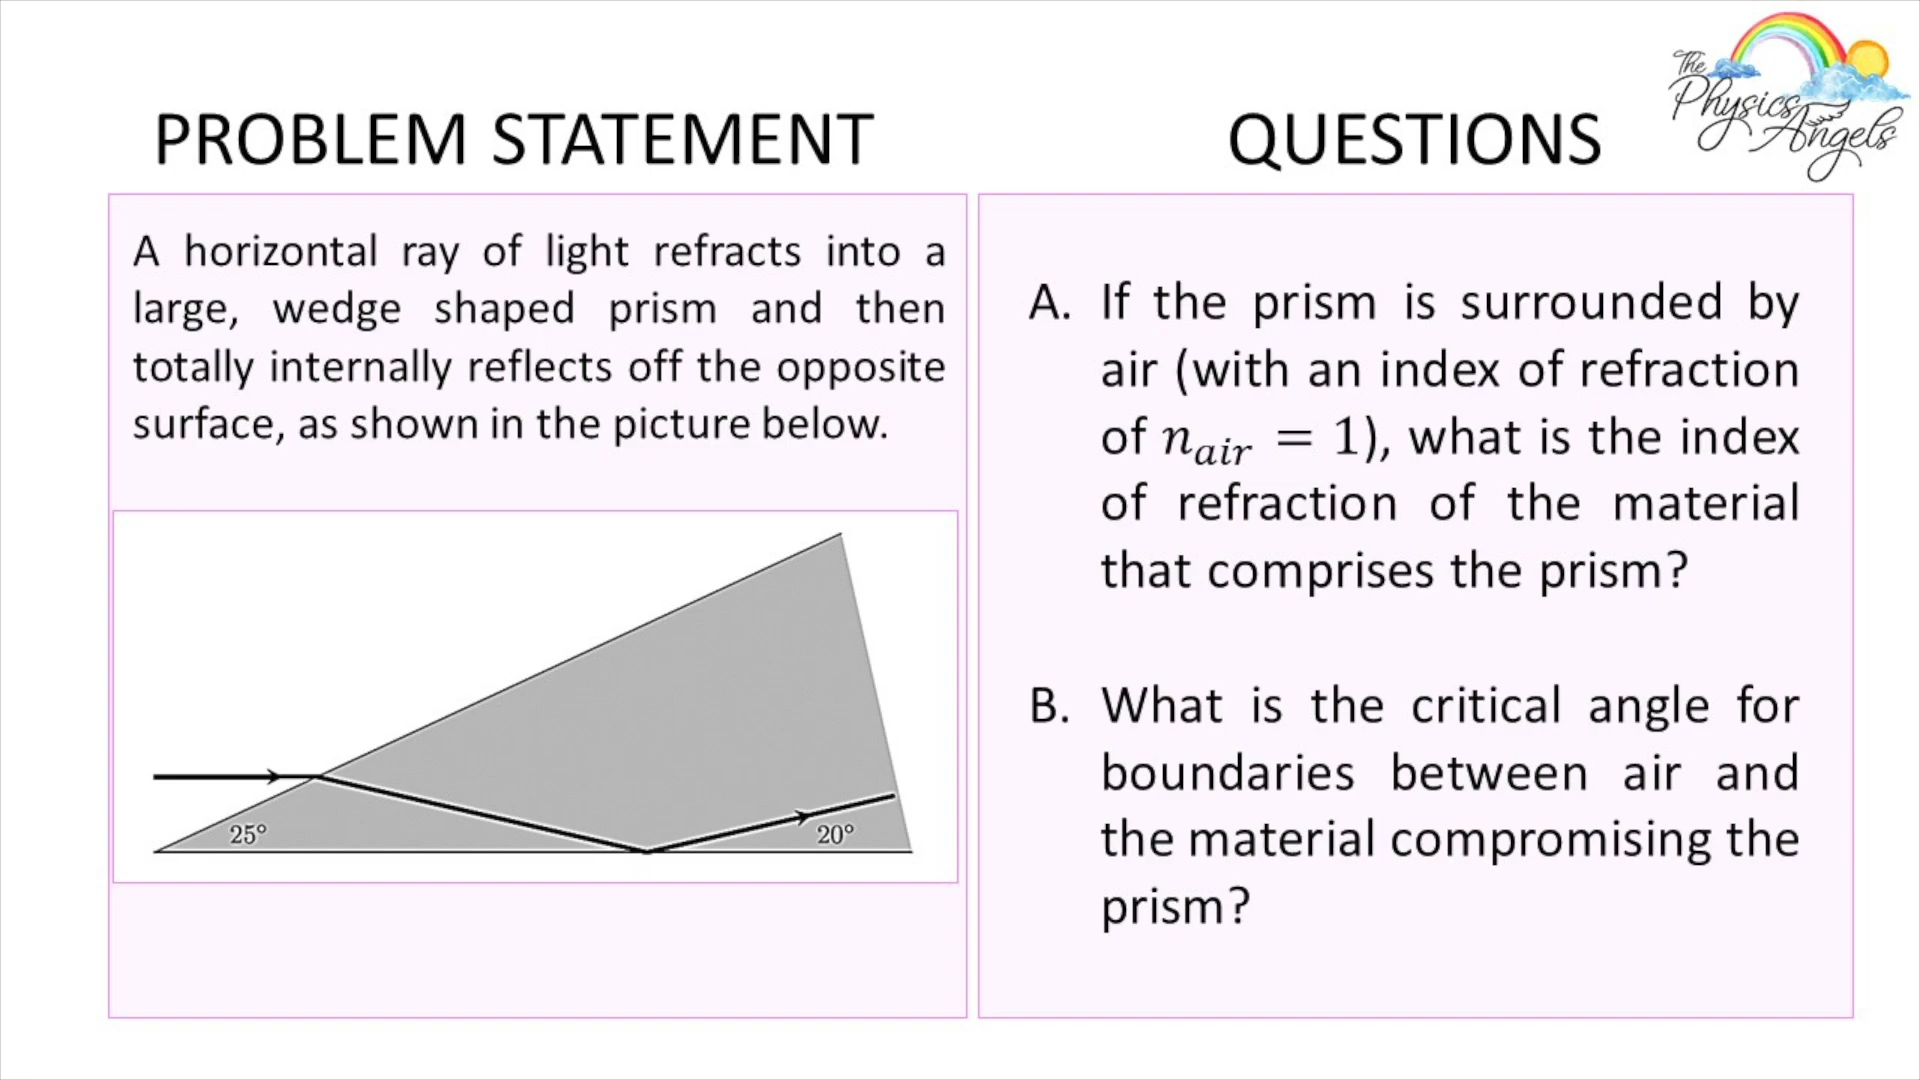 The
Physics
Angels
PROBLEM STATEMENT
QUESTIONS
A horizontal ray of light refracts into a
large, wedge shaped prism and then
totally internally reflects off the opposite
surface, as shown in the picture below.
25°
20°
A. If the prism is surrounded by
air (with an index of refraction
of n_air = 1), what is the index
of refraction of the material
that comprises the prism?
B. What is the critical angle for
boundaries between air and
the material compromising the
prism?